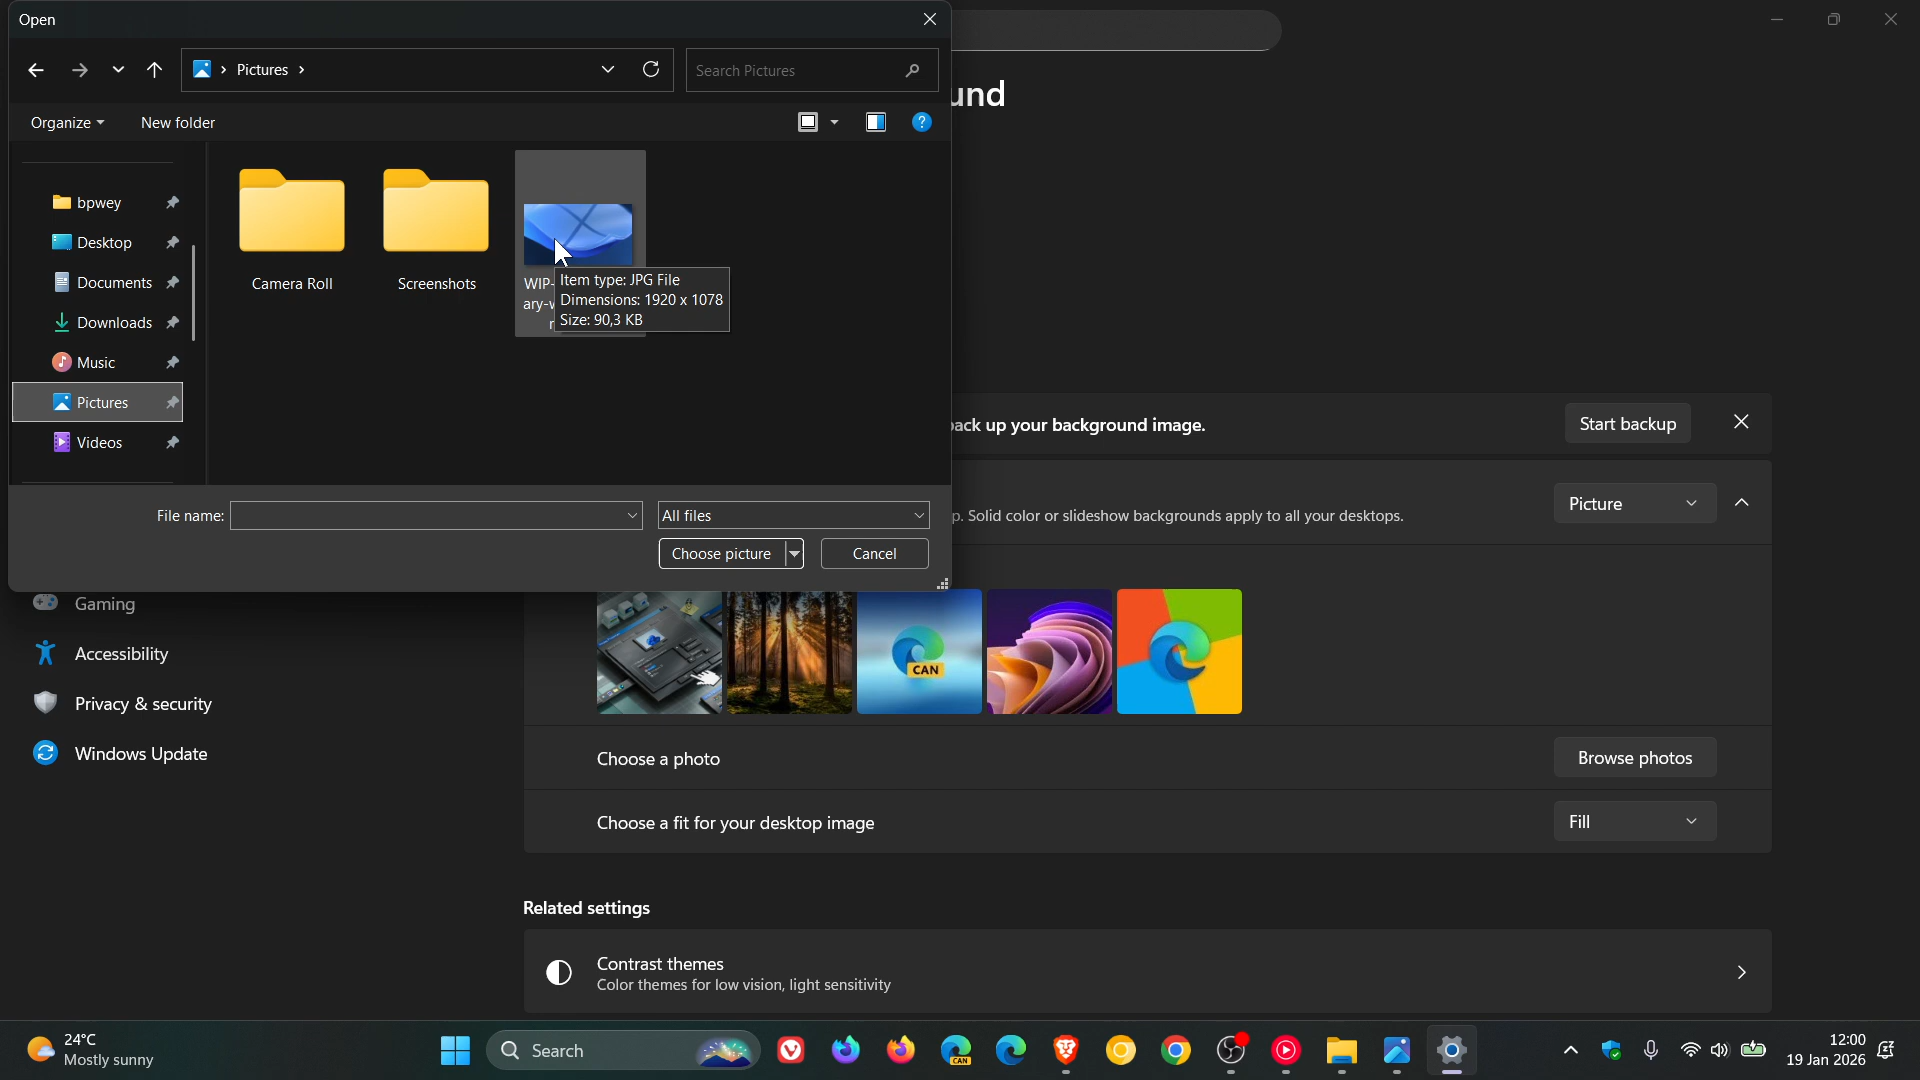 Open
Pictures
Search Pictures
Organize
New folder
bpwey
Desktop
Documents
Downloads
Music
Pictures
Videos
Camera Roll
Screenshots
WIP-
ary-
Item type: JPG File
Dimensions: 1920 x 1078
Size: 90,3 KB
File name:
All files
Choose picture
Cancel
und
back up your background image.
Start backup
p. Solid color or slideshow backgrounds apply to all your desktops.
Picture
CAN
Choose a photo
Browse photos
Choose a fit for your desktop image
Fill
Related settings
Contrast themes
Color themes for low vision, light sensitivity
Gaming
Accessibility
Privacy & security
Windows Update
24°C
Mostly sunny
Search
CAN
12:00
19 Jan 2026